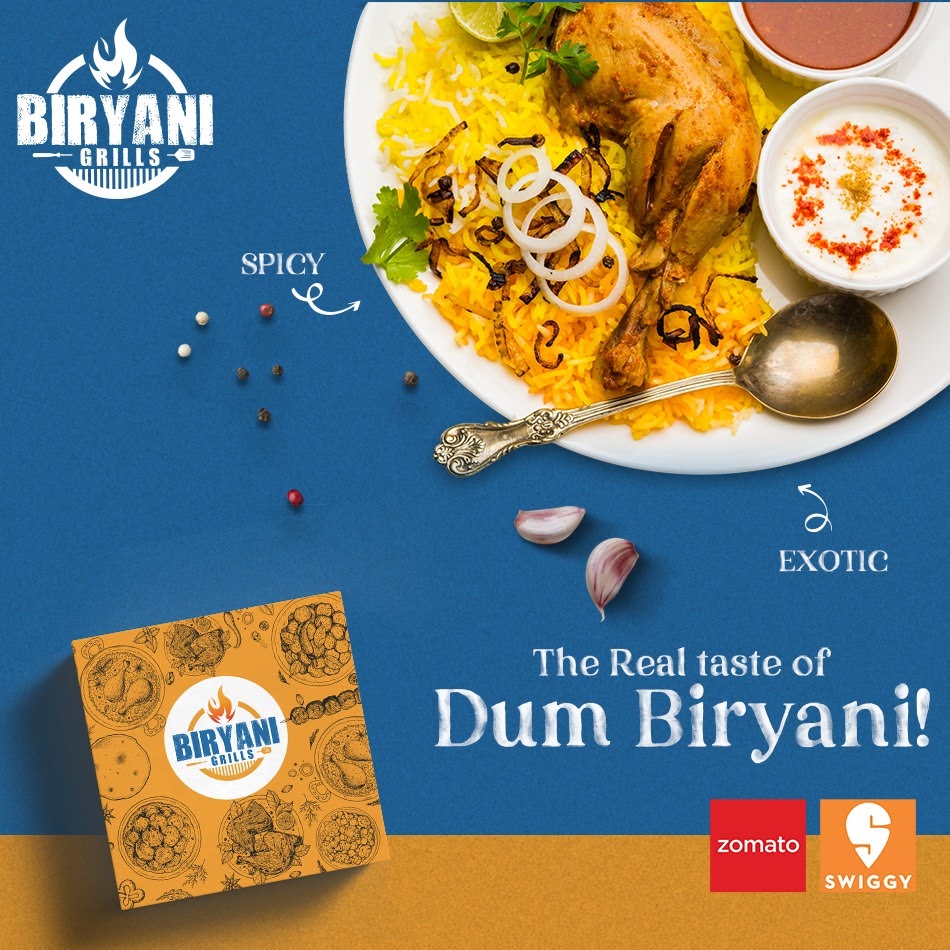 BIRYANI
GRILLS
SPICY
EXOTIC
The Real taste of
Dum Biryani!
BIRYANI
GRILLS
zomato
SWIGGY